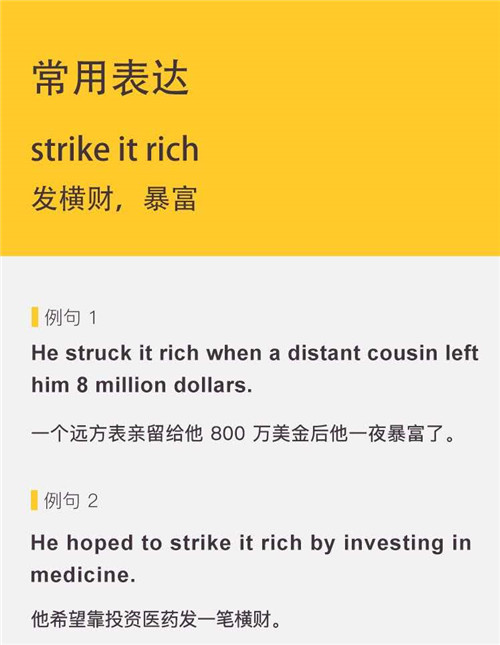 常用表达
strike it rich
发横财，暴富
例句 1
He struck it rich when a distant cousin left
him 8 million dollars.
一个远方表亲留给他 800 万美金后他一夜暴富了。
例句 2
He hoped to strike it rich by investing in
medicine.
他希望靠投资医药发一笔横财。